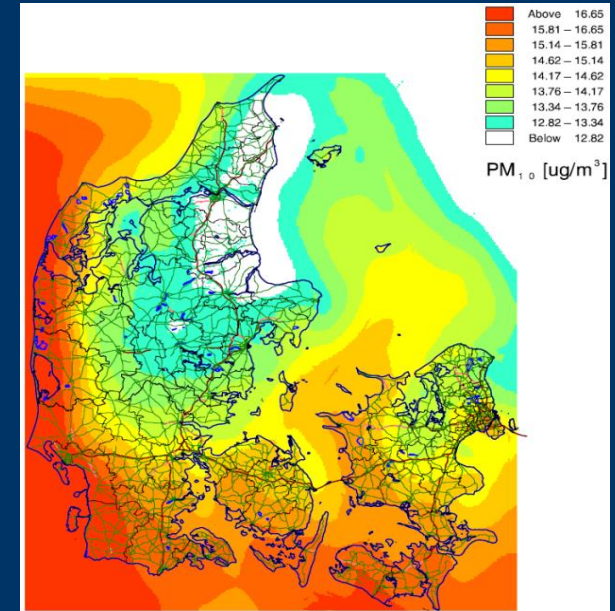 Above 16.65
15.81 – 16.65
15.14 – 15.81
14.62 – 15.14
14.17 – 14.62
13.76 – 14.17
13.34 – 13.76
12.82 – 13.34
Below 12.82
PM₁₀ [ug/m³]